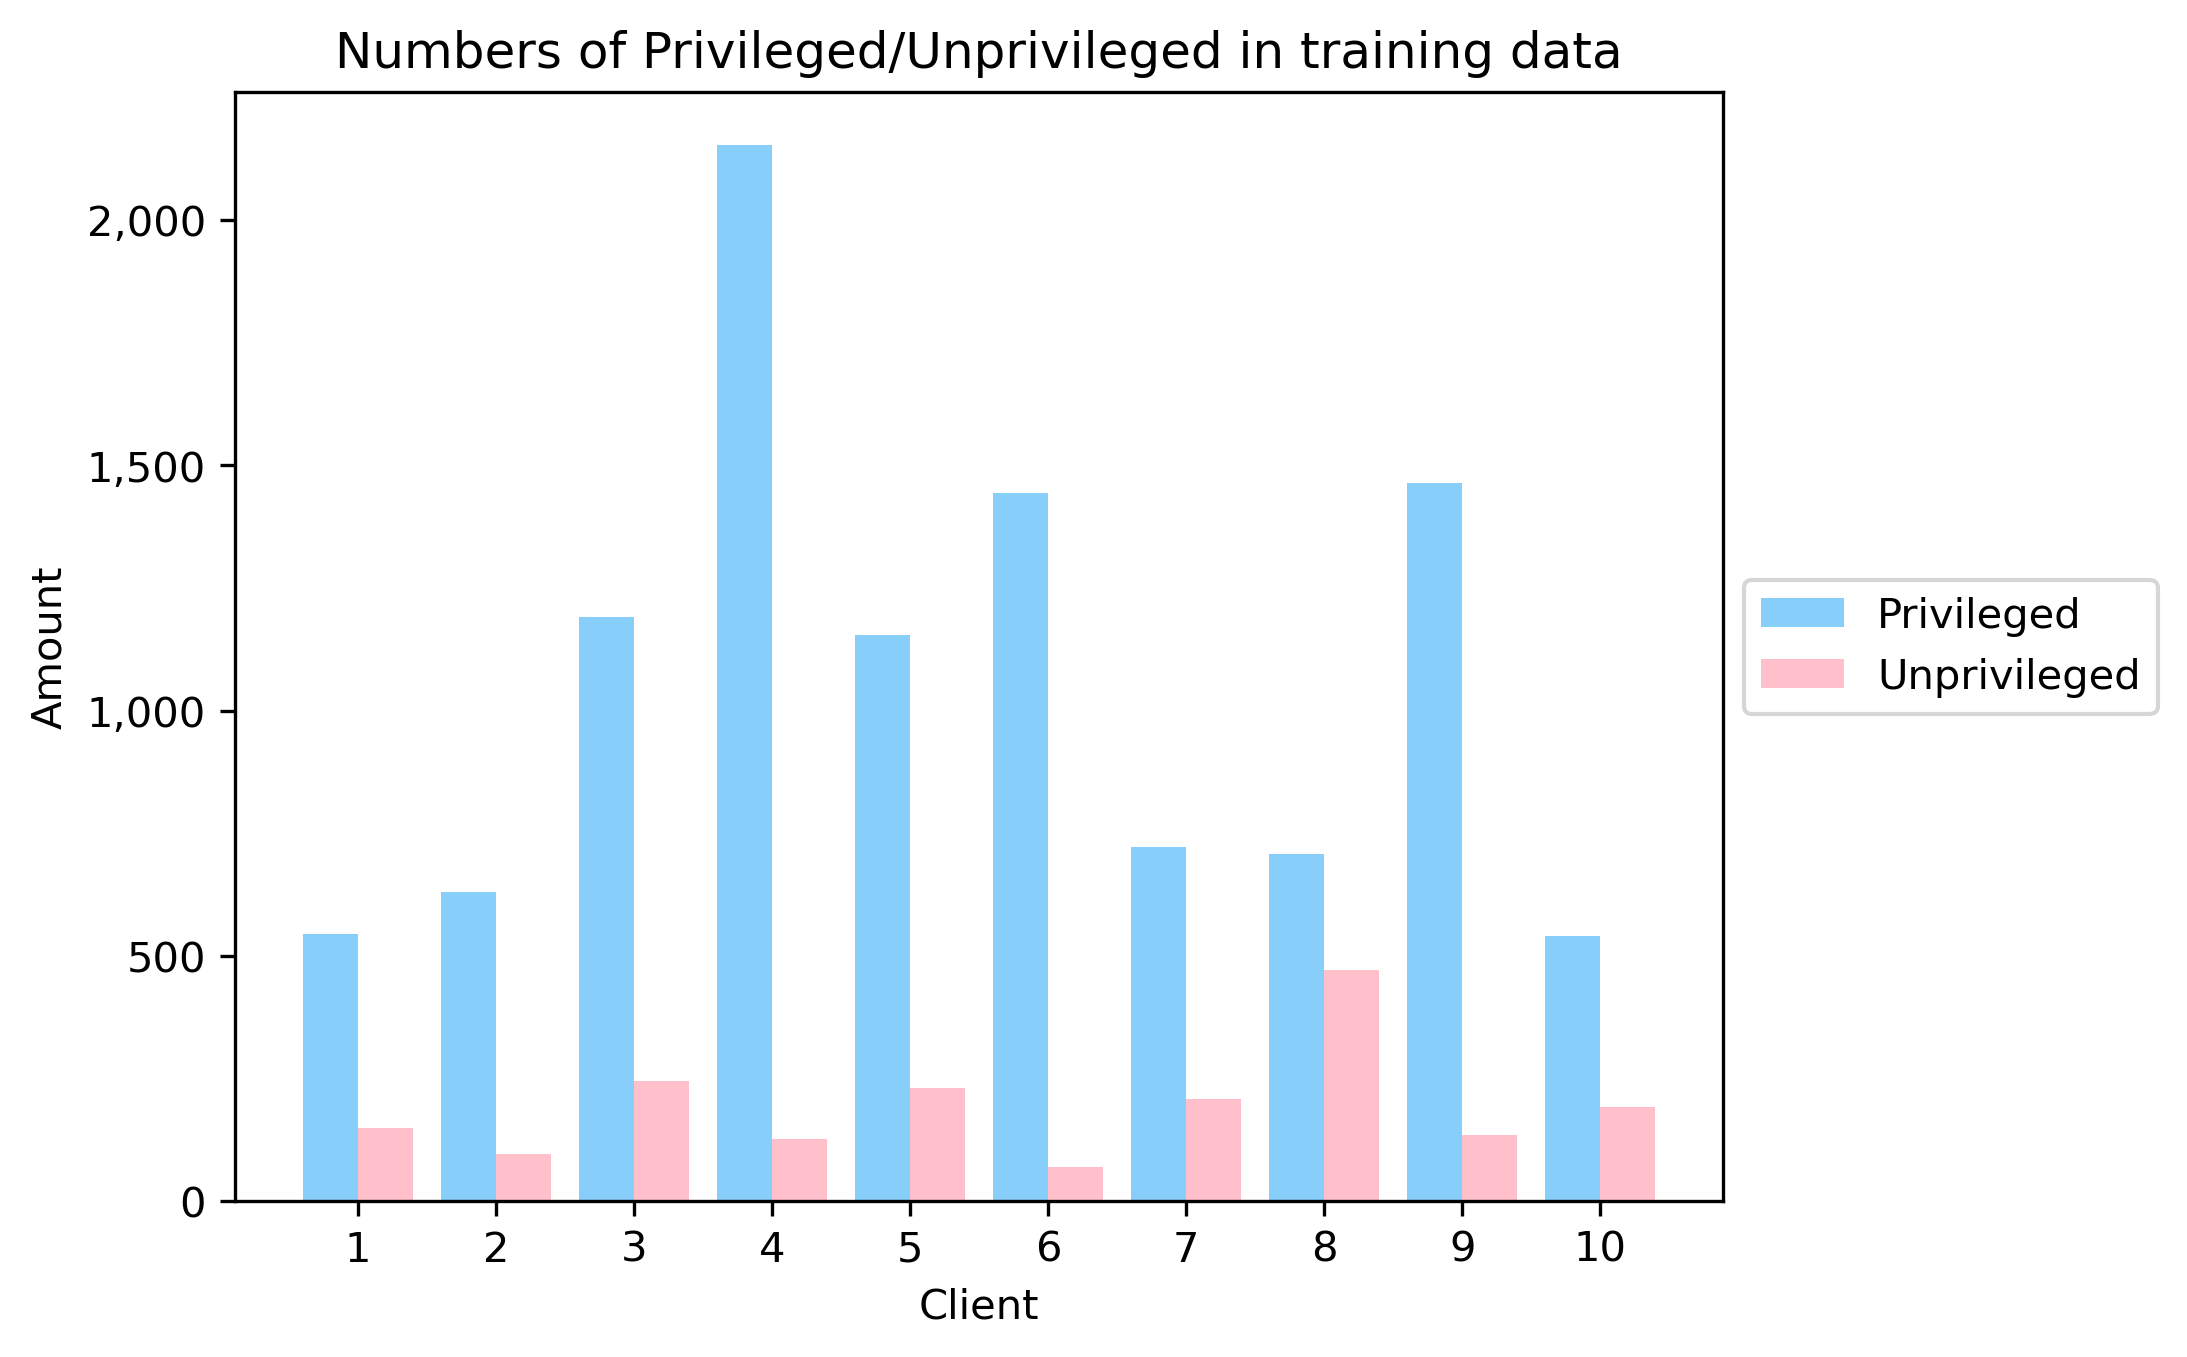 Numbers of Privileged/Unprivileged in training data
2,000
1,500
1,000
500
0
Amount
1 2 3 4 5 6 7 8 9 10
Client
Privileged
Unprivileged